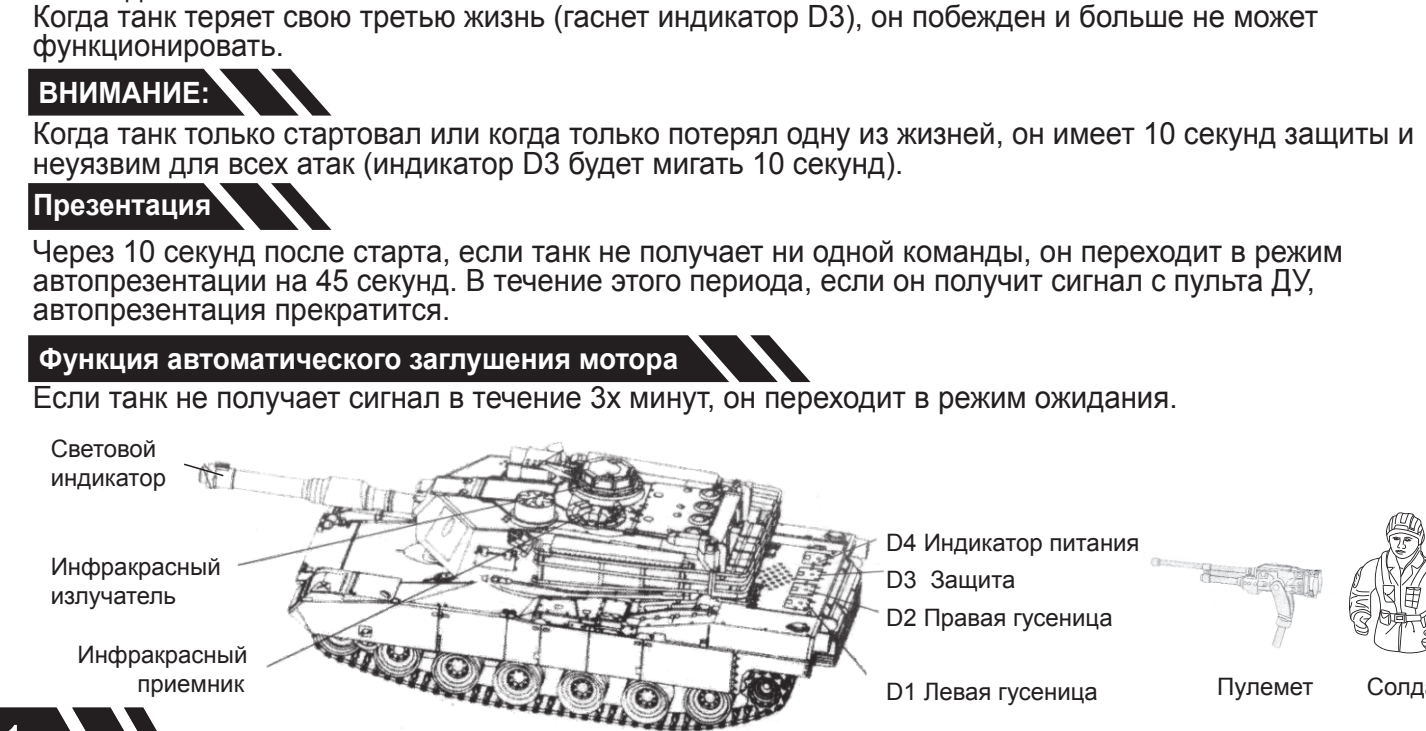 Когда танк теряет свою третью жизнь (гаснет индикатор D3), он побежден и больше не может
функционировать.
ВНИМАНИЕ:
Когда танк только стартовал или когда только потерял одну из жизней, он имеет 10 секунд защиты и
неуязвим для всех атак (индикатор D3 будет мигать 10 секунд).
Презентация
Через 10 секунд после старта, если танк не получает ни одной команды, он переходит в режим
автопрезентации на 45 секунд. В течение этого периода, если он получит сигнал с пульта ДУ,
автопрезентация прекратится.
Функция автоматического заглушения мотора
Если танк не получает сигнал в течение 3х минут, он переходит в режим ожидания.
Световой
индикатор
Инфракрасный
излучатель
Инфракрасный
приемник
D4 Индикатор питания
D3 Защита
D2 Правая гусеница
D1 Левая гусеница
Пулемет